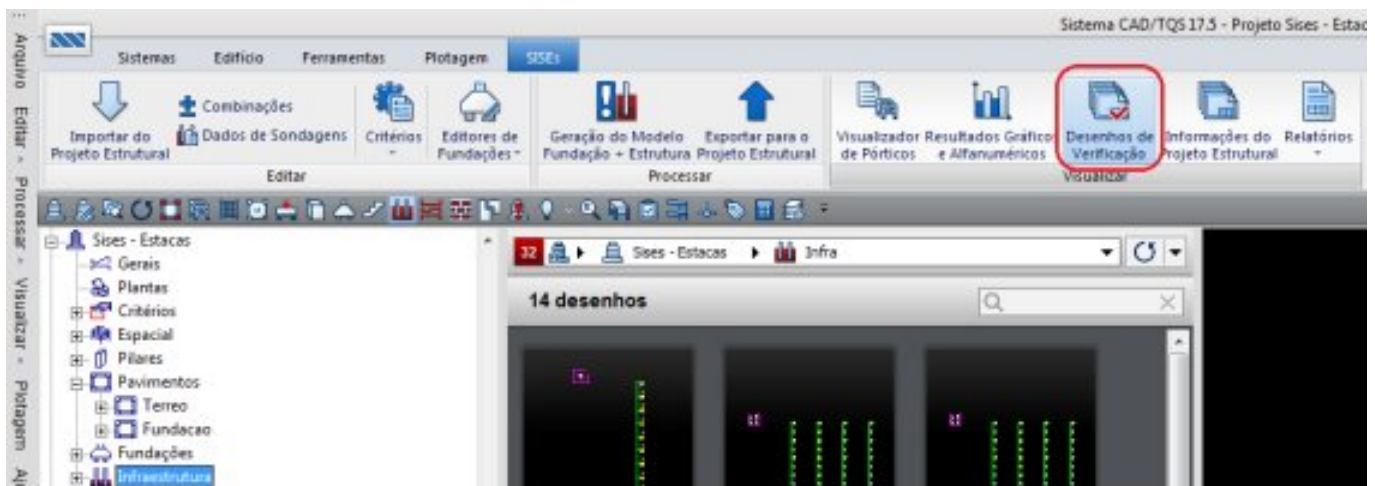 Sistema CAD/TQS 17.5 - Projeto Sises - Estac
Sistemas Edifício Ferramentas Plotagem SISEs
Importar do
Projeto Estrutural
Combinações
Dados de Sondagens
Critérios
Editores de
Fundações
Editar
Geração do Modelo
Fundação + Estrutura
Exportar para o
Projeto Estrutural
Processar
Visualizador
de Pórticos
Resultados Gráficos
e Alfanuméricos
Desenhos de
Verificação
Informações do
Projeto Estrutural
Relatórios
Visualizar
Arquivo
Editar
Processar
Visualizar
Plotagem
Sises - Estacas
Gerais
Plantas
Critérios
Espacial
Pilares
Pavimentos
Terreo
Fundacao
Fundações
Infraestrutura
32 Sises - Estacas Infra
14 desenhos